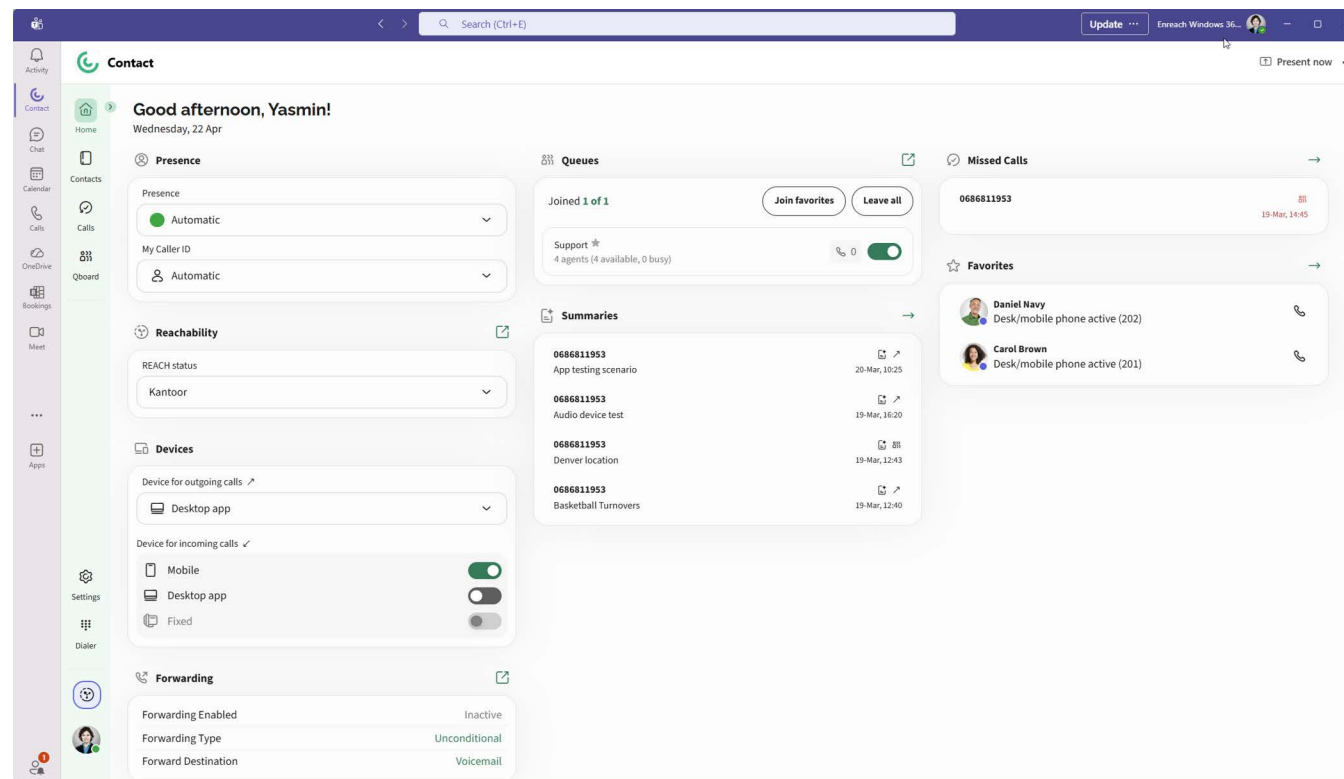 Search (Ctrl+E)
Update ...
Enreach Windows 36...
Activity
Contact
Chat
Calendar
Calls
OneDrive
Bookings
Meet
Apps
1
Contact
Present now
Home
Contacts
Calls
Qboard
Settings
Dialer
Good afternoon, Yasmin!
Wednesday, 22 Apr
Presence
Presence
Automatic
My Caller ID
Automatic
Reachability
REACH status
Kantoor
Devices
Device for outgoing calls
Desktop app
Device for incoming calls
Mobile
Desktop app
Fixed
Forwarding
Forwarding Enabled Inactive
Forwarding Type Unconditional
Forward Destination Voicemail
Queues
Joined 1 of 1
Join favorites
Leave all
Support
0
4 agents (4 available, 0 busy)
Summaries
0686811953
App testing scenario 20-Mar, 10:25
0686811953
Audio device test 19-Mar, 16:20
0686811953
Denver location 19-Mar, 12:43
0686811953
Basketball Turnovers 19-Mar, 12:40
Missed Calls
0686811953
19-Mar, 14:45
Favorites
Daniel Navy
Desk/mobile phone active (202)
Carol Brown
Desk/mobile phone active (201)